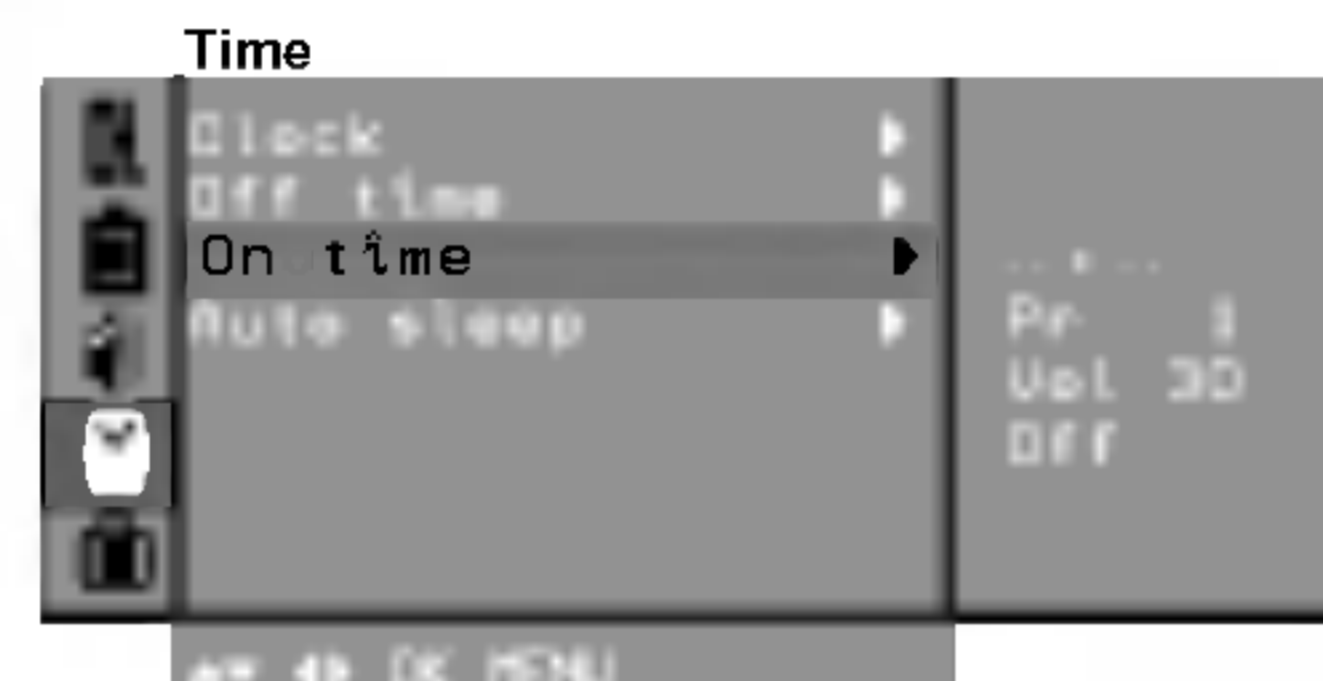 Time
Clock
Off time
On time
-- : --
Auto sleep
Pr 1
Vol 30
Off
OK MENU